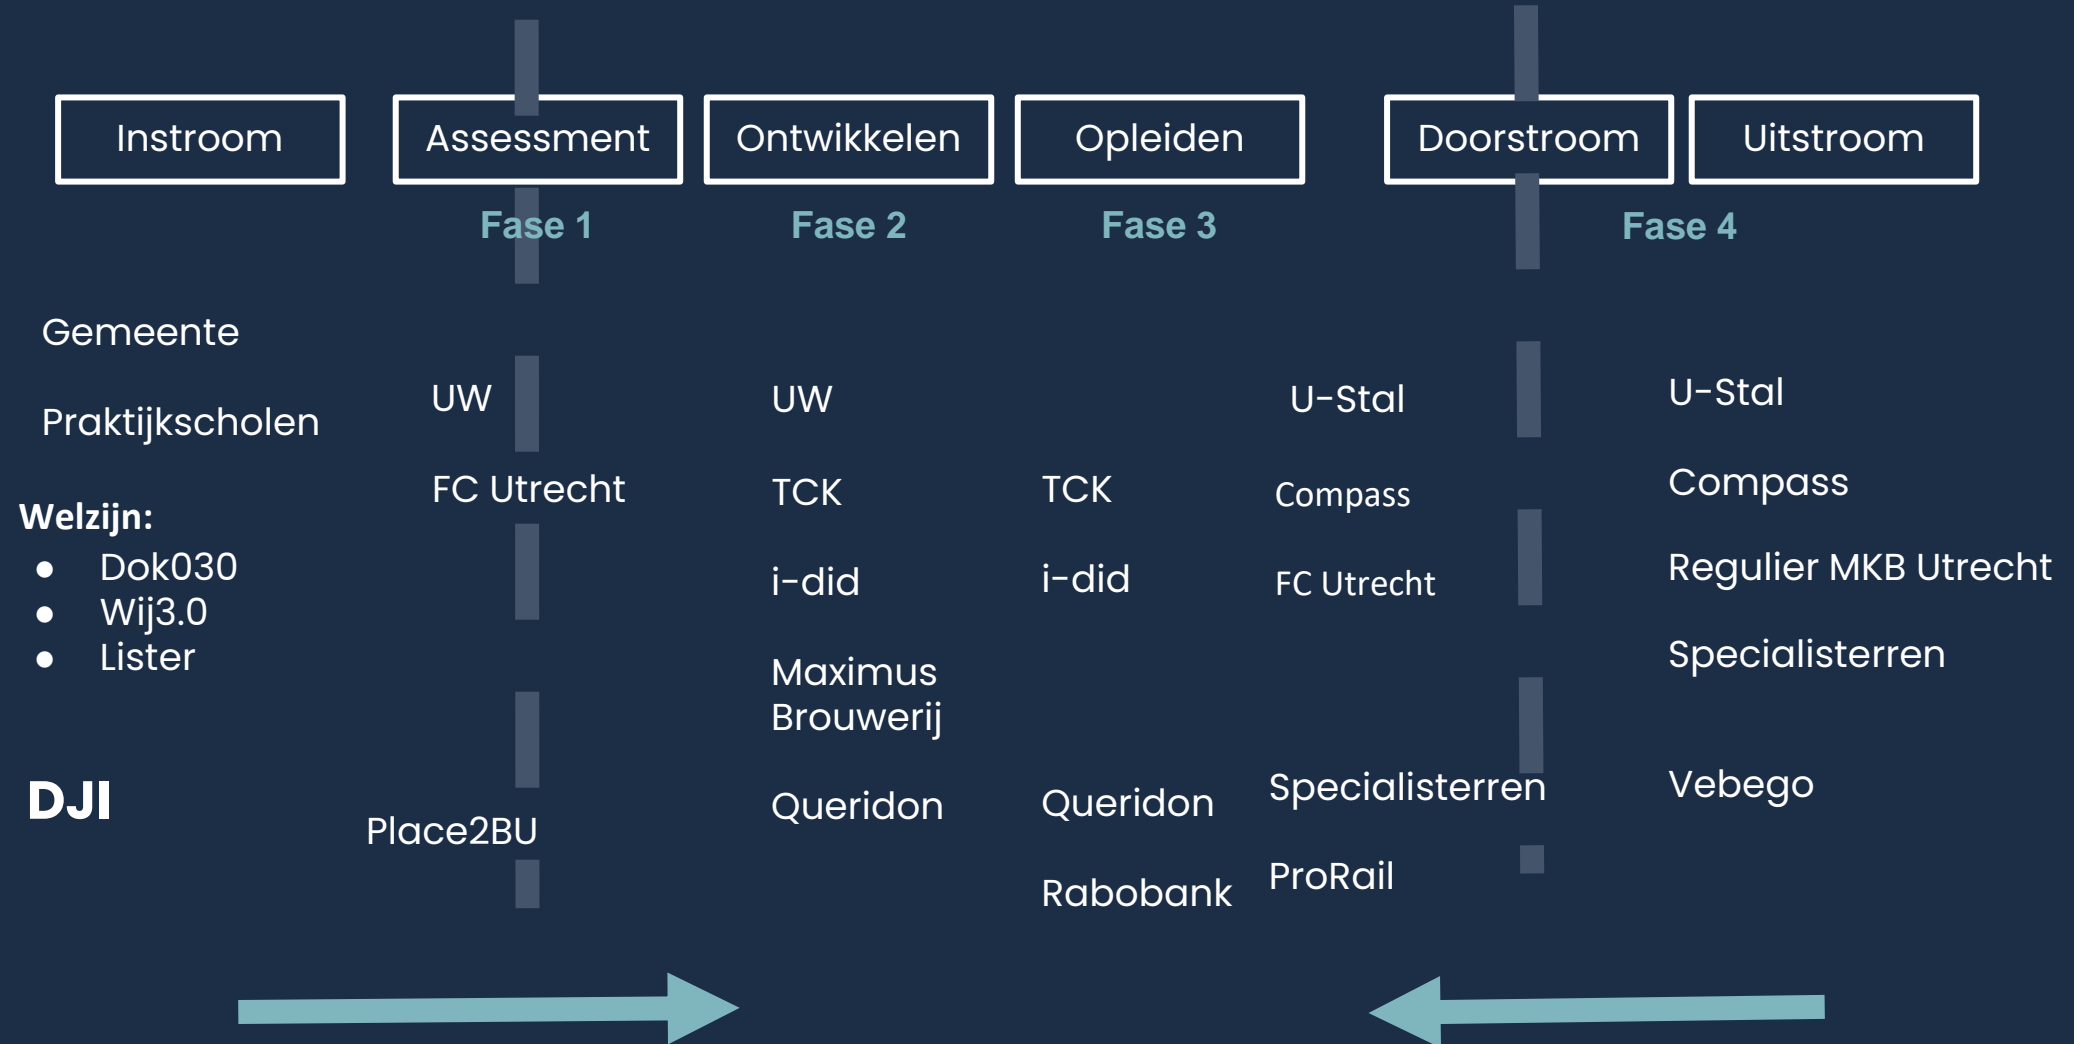 Instroom
Assessment
Ontwikkelen
Opleiden
Doorstroom
Uitstroom
Fase 1
Fase 2
Fase 3
Fase 4
Gemeente
Praktijkscholen
Welzijn:
● Dok030
● Wij3.0
● Lister
DJI
UW
FC Utrecht
Place2BU
UW
TCK
i-did
Maximus
Brouwerij
Queridon
TCK
i-did
Queridon
Rabobank
U-Stal
Compass
FC Utrecht
Specialisterren
ProRail
U-Stal
Compass
Regulier MKB Utrecht
Specialisterren
Vebego